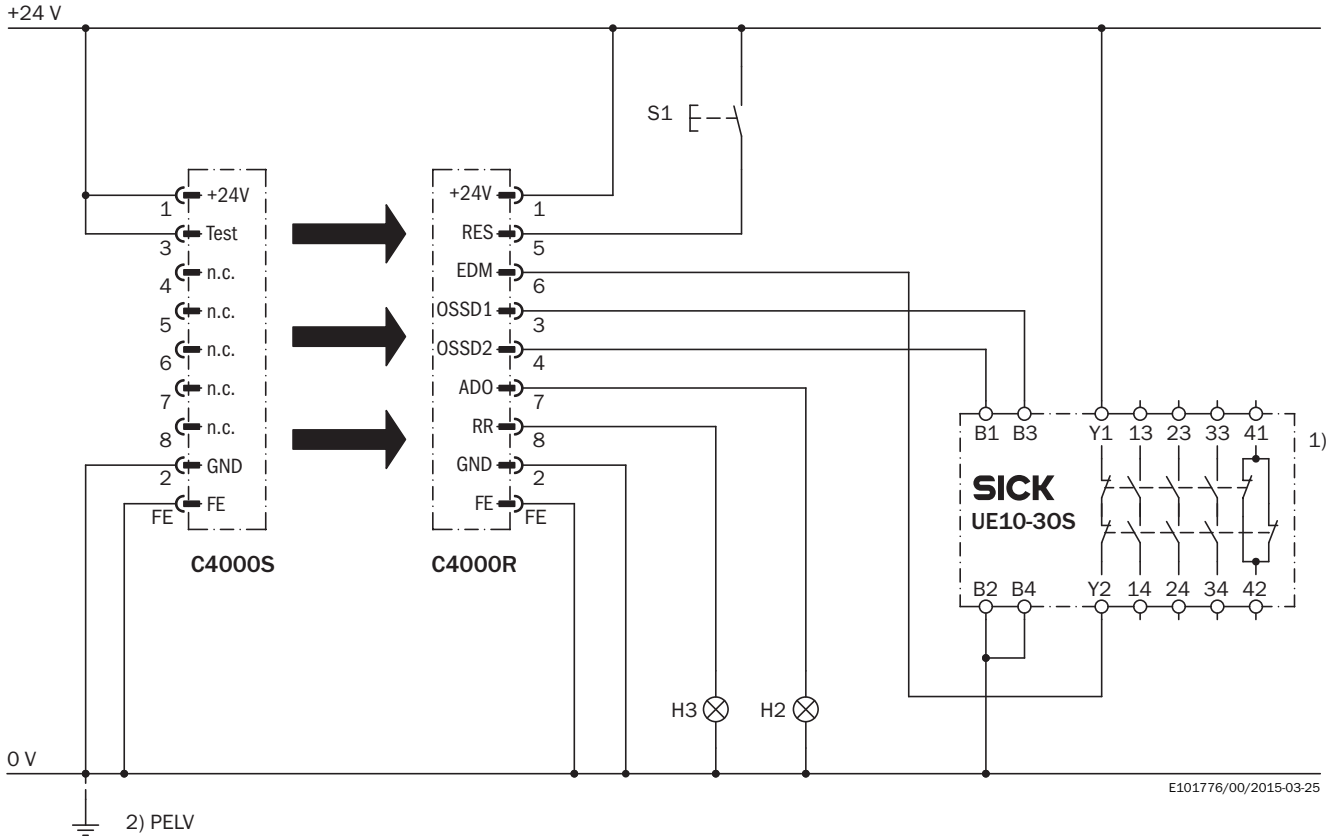 +24 V
S1
+24V
1
Test
3
n.c.
4
n.c.
5
n.c.
6
n.c.
7
n.c.
8
GND
2
FE
FE
C4000S
+24V
1
RES
5
EDM
6
OSSD1
3
OSSD2
4
ADO
7
RR
8
GND
2
FE
FE
C4000R
B1 B3 Y1 13 23 33 41
1)
SICK
UE10-30S
B2 B4 Y2 14 24 34 42
H3
H2
0 V
E101776/00/2015-03-25
2) PELV